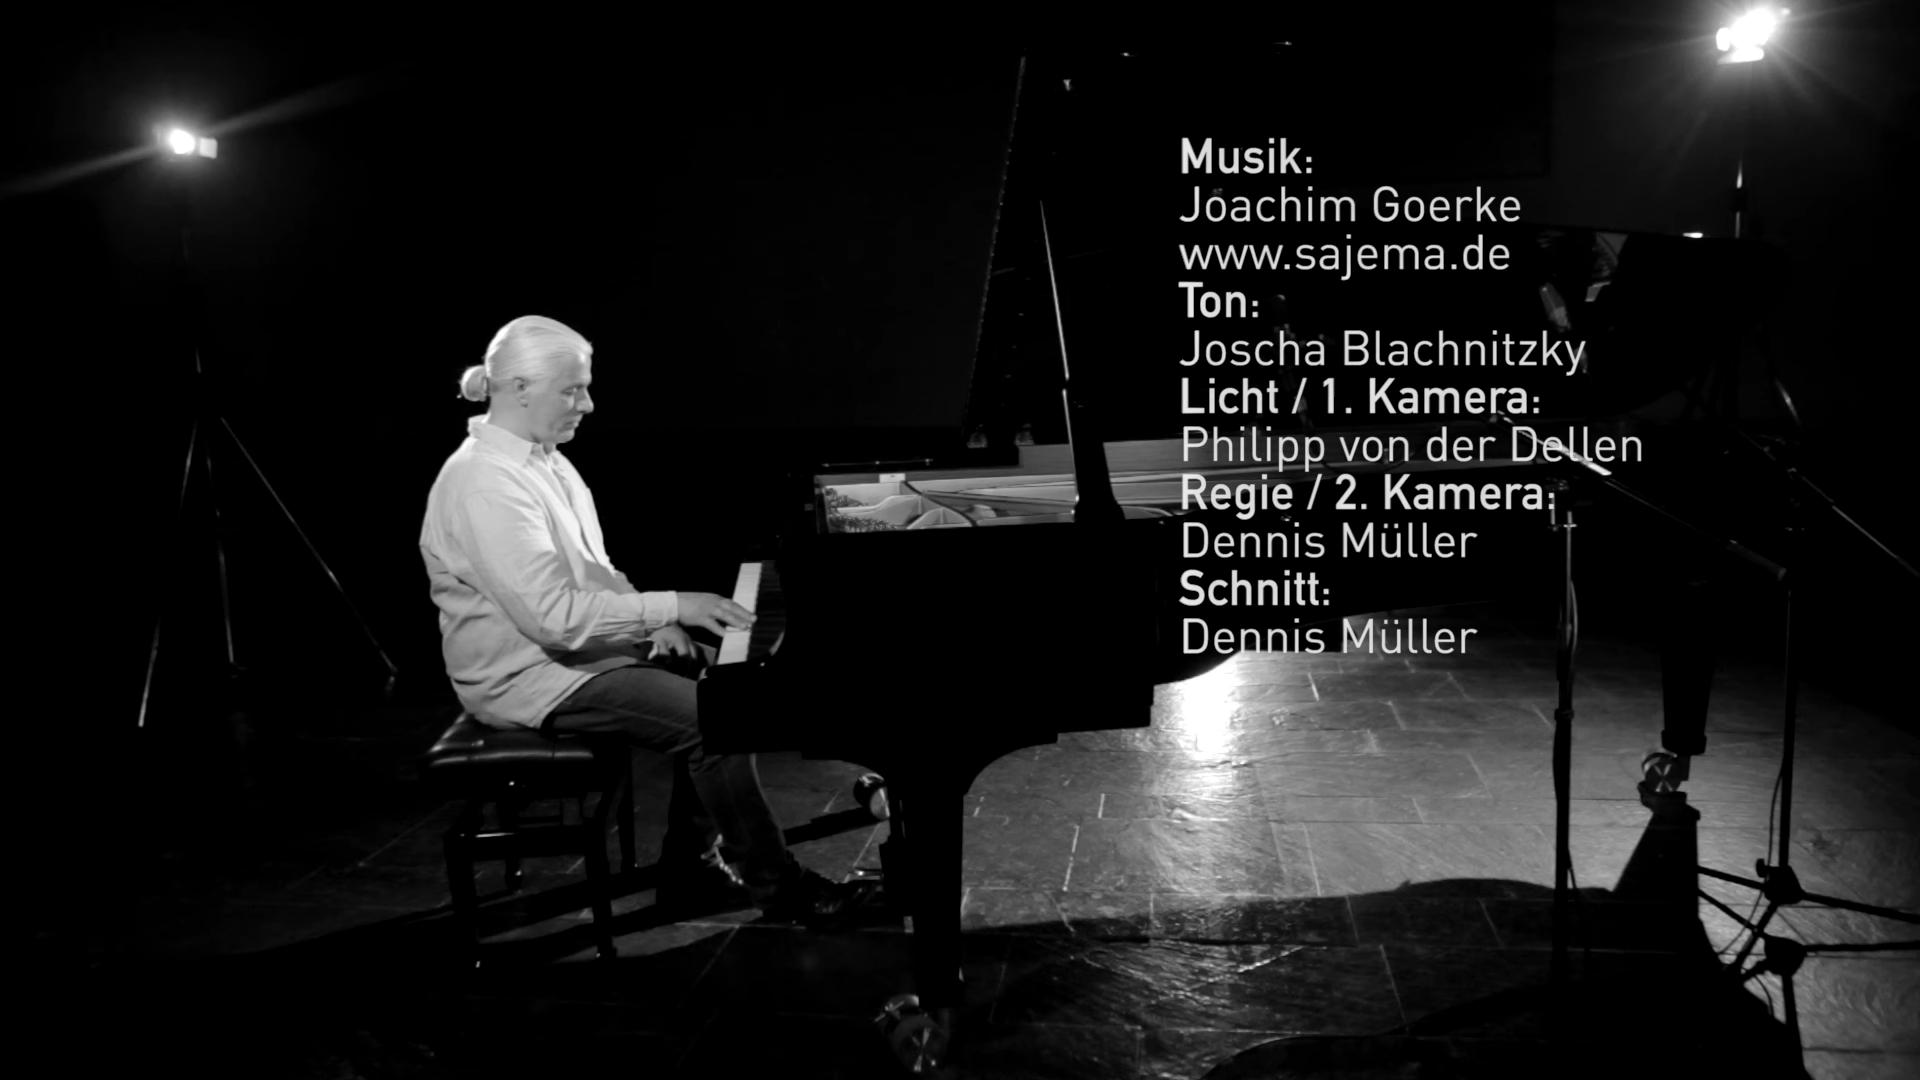 Musik:
Joachim Goerke
www.sajema.de
Ton:
Joscha Blachnitzky
Licht / 1. Kamera:
Philipp von der Dellen
Regie / 2. Kamera:
Dennis Müller
Schnitt:
Dennis Müller